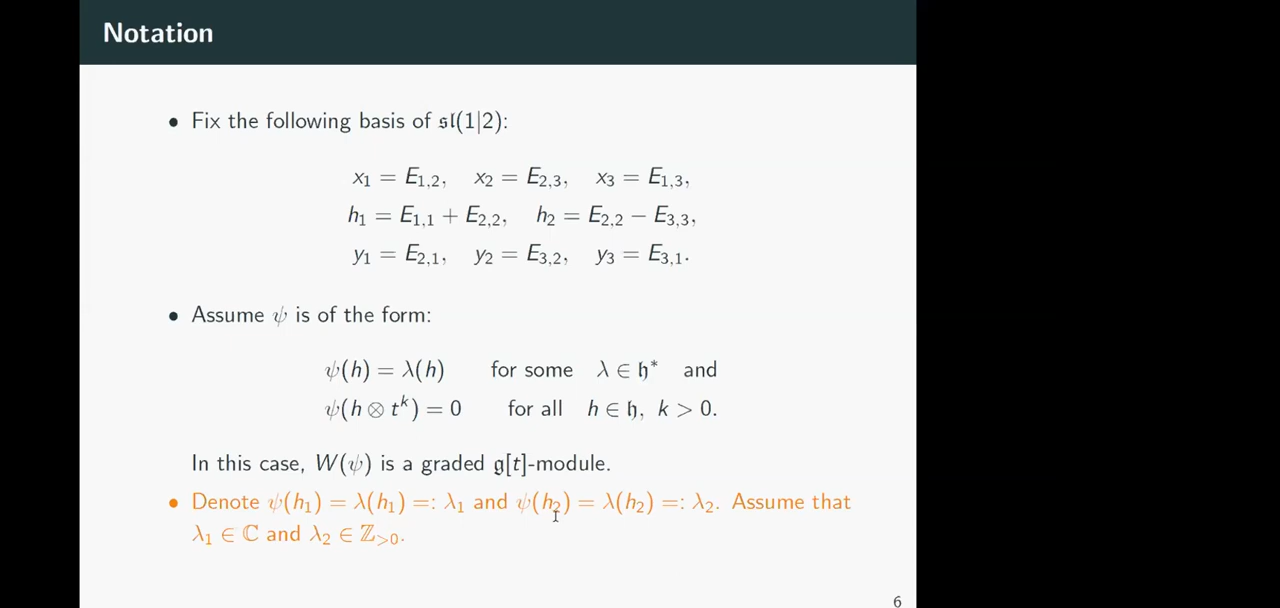 Notation
• Fix the following basis of 𝔰𝔩(1|2):
x₁ = E₁,₂, x₂ = E₂,₃, x₃ = E₁,₃,
h₁ = E₁,₁ + E₂,₂, h₂ = E₂,₂ − E₃,₃,
y₁ = E₂,₁, y₂ = E₃,₂, y₃ = E₃,₁.
• Assume ψ is of the form:
ψ(h) = λ(h) for some λ ∈ 𝔥* and
ψ(h ⊗ tᵏ) = 0 for all h ∈ 𝔥, k > 0.
In this case, W(ψ) is a graded 𝔤[t]-module.
• Denote ψ(h₁) = λ(h₁) =: λ₁ and ψ(h₂) = λ(h₂) =: λ₂. Assume that
λ₁ ∈ ℂ and λ₂ ∈ ℤ_{>0}.
6